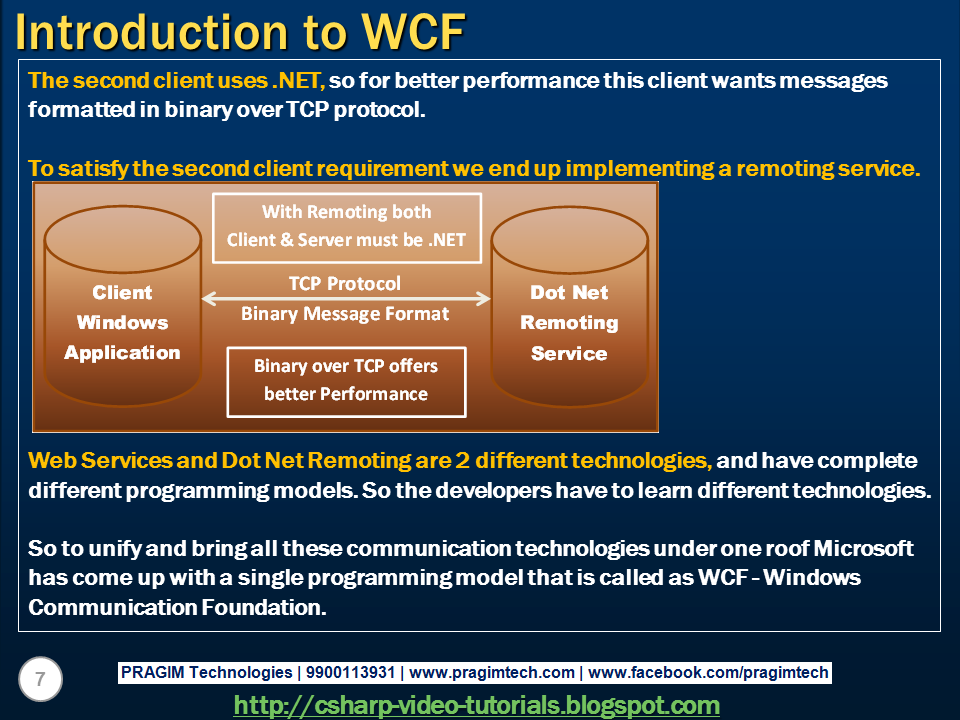 Introduction to WCF
The second client uses .NET, so for better performance this client wants messages
formatted in binary over TCP protocol.
To satisfy the second client requirement we end up implementing a remoting service.
With Remoting both
Client & Server must be .NET
Client
Windows
Application
TCP Protocol
Binary Message Format
Dot Net
Remoting
Service
Binary over TCP offers
better Performance
Web Services and Dot Net Remoting are 2 different technologies, and have complete
different programming models. So the developers have to learn different technologies.
So to unify and bring all these communication technologies under one roof Microsoft
has come up with a single programming model that is called as WCF - Windows
Communication Foundation.
7
PRAGIM Technologies | 9900113931 | www.pragimtech.com | www.facebook.com/pragimtech
http://csharp-video-tutorials.blogspot.com